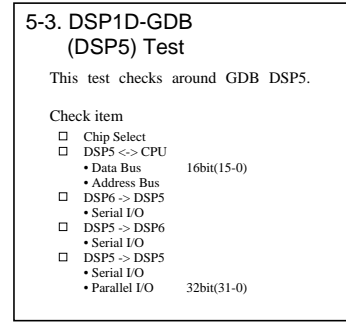 5-3. DSP1D-GDB
(DSP5) Test
This test checks around GDB DSP5.
Check item
□ Chip Select
□ DSP5 <-> CPU
• Data Bus 16bit(15-0)
• Address Bus
□ DSP6 -> DSP5
• Serial I/O
□ DSP5 -> DSP6
• Serial I/O
□ DSP5 -> DSP5
• Serial I/O
• Parallel I/O 32bit(31-0)